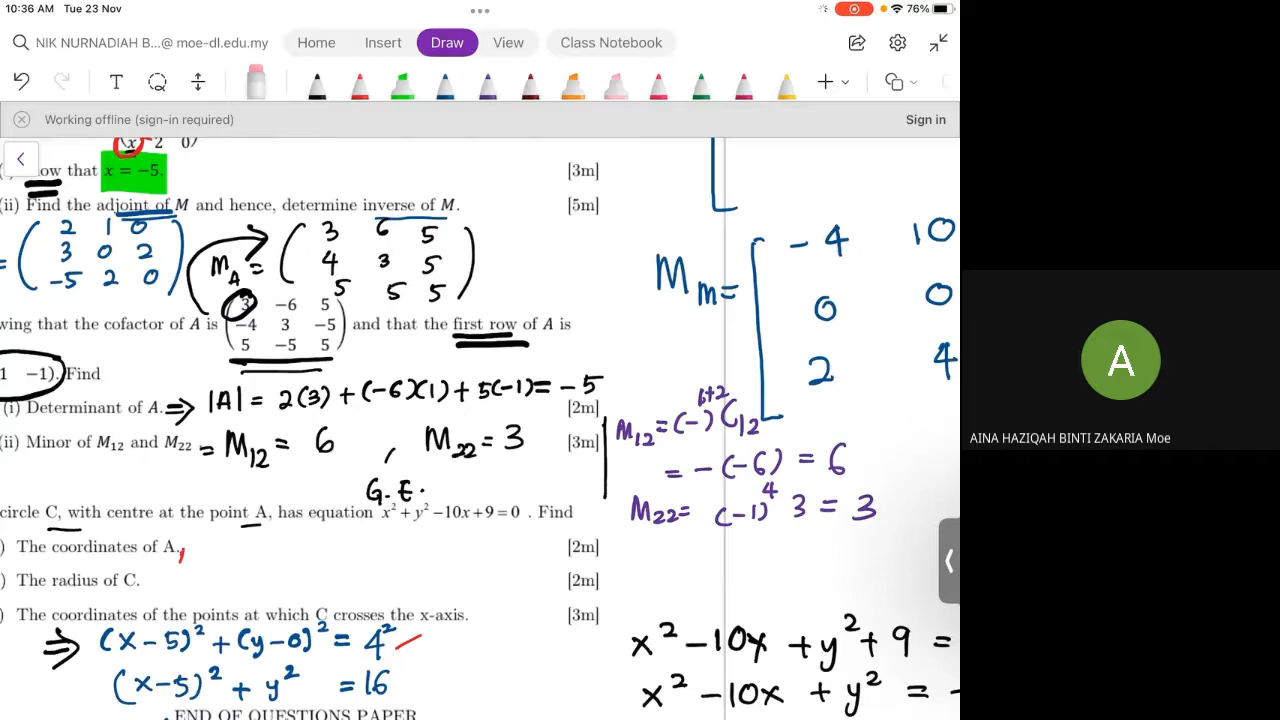 10:36 AM Tue 23 Nov
76%
NIK NURNADIAH B...@ moe-dl.edu.my
Home Insert Draw View Class Notebook
T
Working offline (sign-in required)
Sign in
(x 2 0)
ow that x = −5. [3m]
(ii) Find the adjoint of M and hence, determine inverse of M. [5m]
= ( 2 1 0
3 0 2
-5 2 0 )
M_A = ( 3 6 5
4 3 5
5 5 5 )
wing that the cofactor of A is ( 3 −6 5
−4 3 −5
5 −5 5 ) and that the first row of A is
1 −1). Find
(i) Determinant of A. ⇒ |A| = 2(3) + (-6)(1) + 5(-1) = -5 [2m]
(ii) Minor of M₁₂ and M₂₂ = M₁₂ = 6 , M₂₂ = 3 [3m]
G.E.
circle C, with centre at the point A, has equation x² + y² −10x + 9 = 0 . Find
) The coordinates of A. [2m]
) The radius of C. [2m]
) The coordinates of the points at which C crosses the x-axis. [3m]
⇒ (x-5)² + (y-0)² = 4²
(x-5)² + y² = 16
END OF QUESTIONS PAPER
M_m = [ -4 10
0 0
2 4
M₁₂ = (-)¹⁺² C₁₂
= -(-6) = 6
M₂₂ = (-1)⁴ 3 = 3
x² - 10x + y² + 9 =
x² - 10x + y² = -
A
AINA HAZIQAH BINTI ZAKARIA Moe